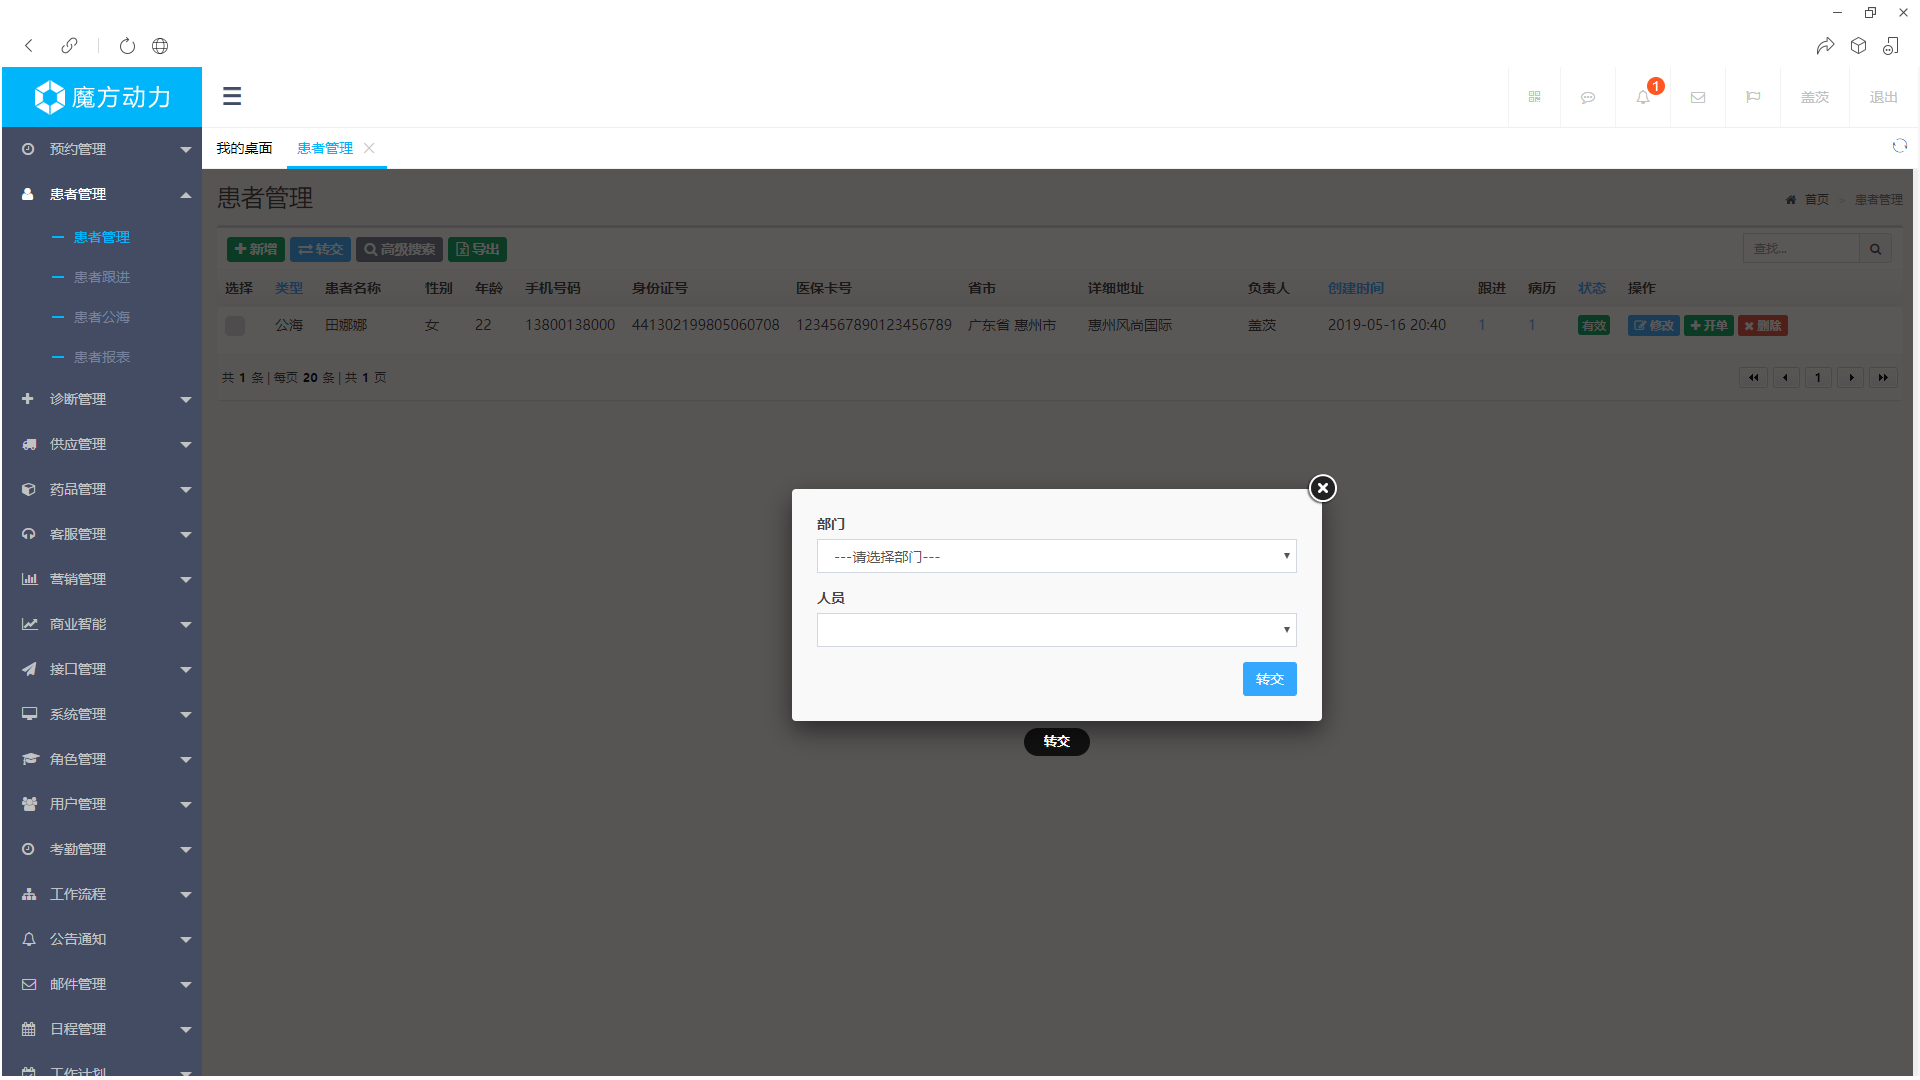 魔方动力
1
盖茨
退出
预约管理
我的桌面
患者管理
患者管理
患者管理
患者跟进
患者公海
患者报表
诊断管理
供应管理
药品管理
客服管理
营销管理
商业智能
接口管理
系统管理
角色管理
用户管理
考勤管理
工作流程
公告通知
邮件管理
日程管理
工作计划
患者管理
首页 > 患者管理
新增 转交 高级搜索 导出
查找...
选择 类型 患者名称 性别 年龄 手机号码 身份证号 医保卡号 省市 详细地址 负责人 创建时间 跟进 病历 状态 操作
公海 田娜娜 女 22 13800138000 441302199805060708 1234567890123456789 广东省 惠州市 惠州风尚国际 盖茨 2019-05-16 20:40 1 1 有效 修改 开单 删除
共 1 条 | 每页 20 条 | 共 1 页
1
部门
---请选择部门---
人员
转交
转交